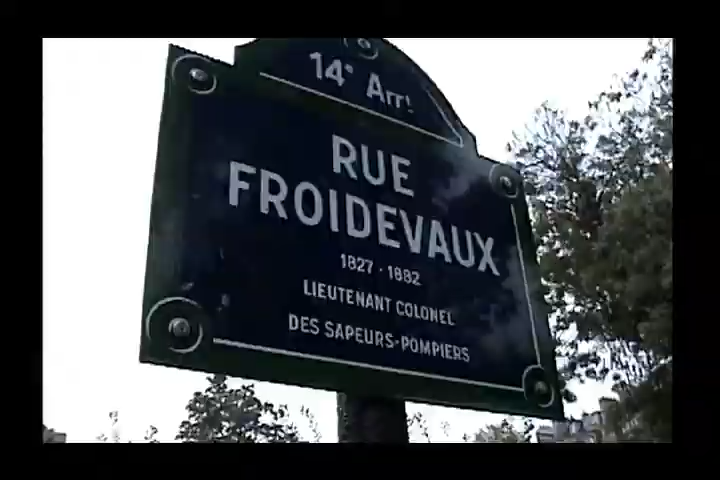 14e Arrt
RUE
FROIDEVAUX
1827 - 1882
LIEUTENANT COLONEL
DES SAPEURS-POMPIERS